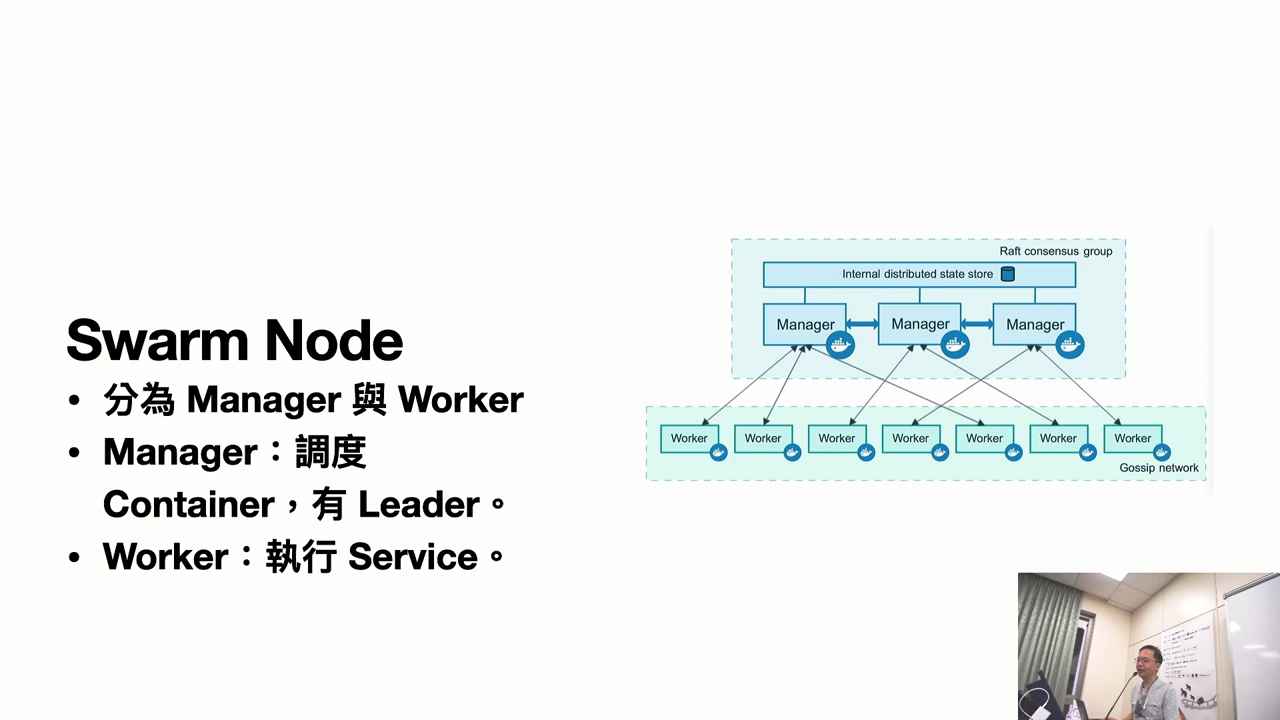 Swarm Node
• 分為 Manager 與 Worker
• Manager：調度
Container，有 Leader。
• Worker：執行 Service。
Raft consensus group
Internal distributed state store
Manager
Manager
Manager
Worker
Worker
Worker
Worker
Worker
Worker
Worker
Gossip network